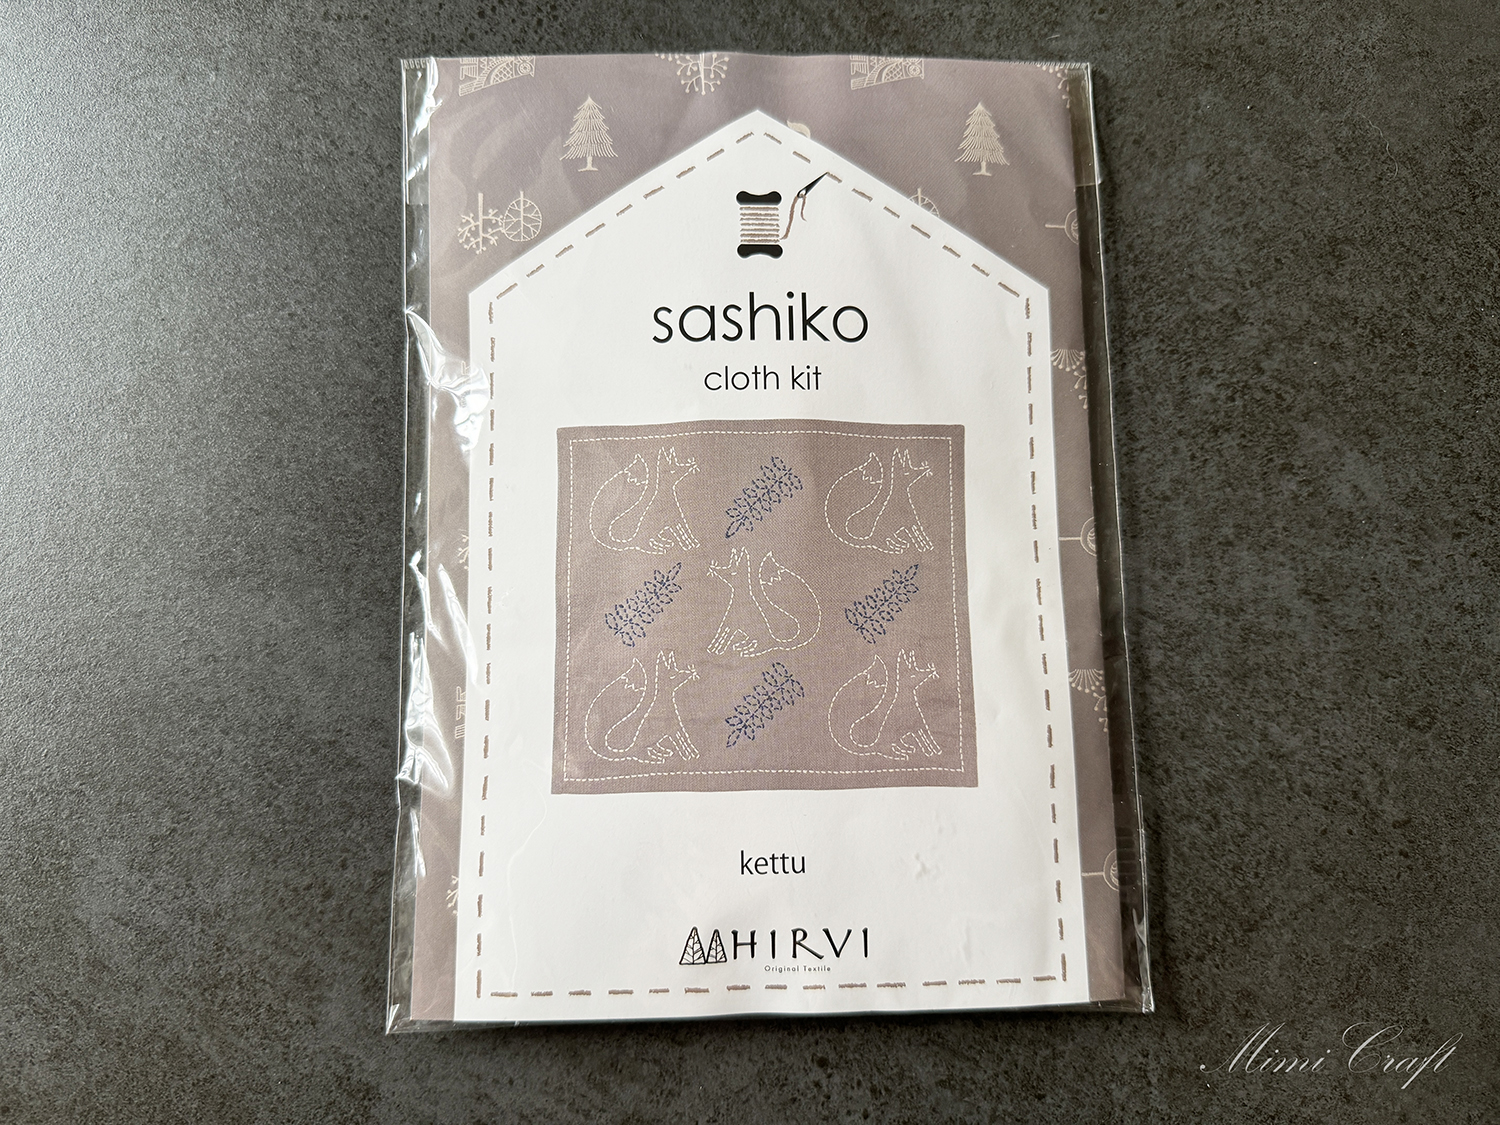 sashiko
cloth kit
kettu
HIRVI
Original Textile
Mimi Craft